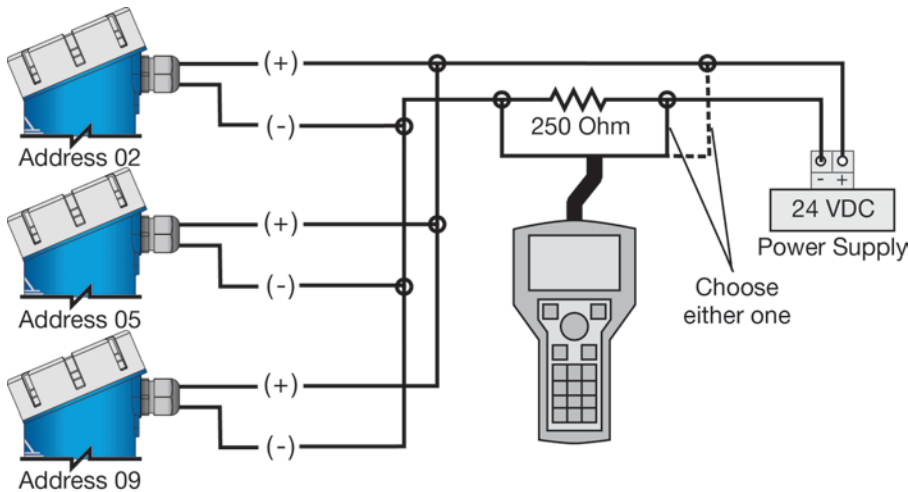 (+)
(-)
Address 02
250 Ohm
- +
24 VDC
Power Supply
(+)
(-)
Address 05
Choose
either one
(+)
(-)
Address 09